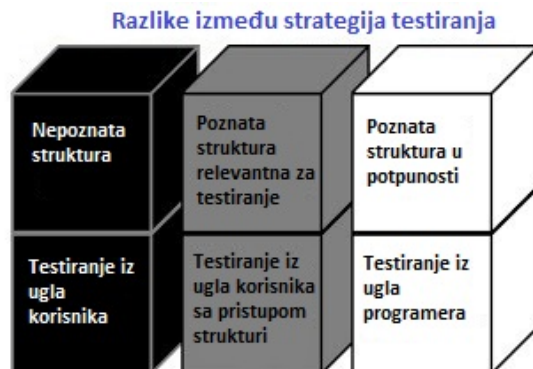 Razlike između strategija testiranja
Nepoznata
struktura
Poznata
struktura
relevantna za
testiranje
Poznata
struktura u
potpunosti
Testiranje iz
ugla
korisnika
Testiranje iz
ugla korisnika
sa pristupom
strukturi
Testiranje iz
ugla
programera